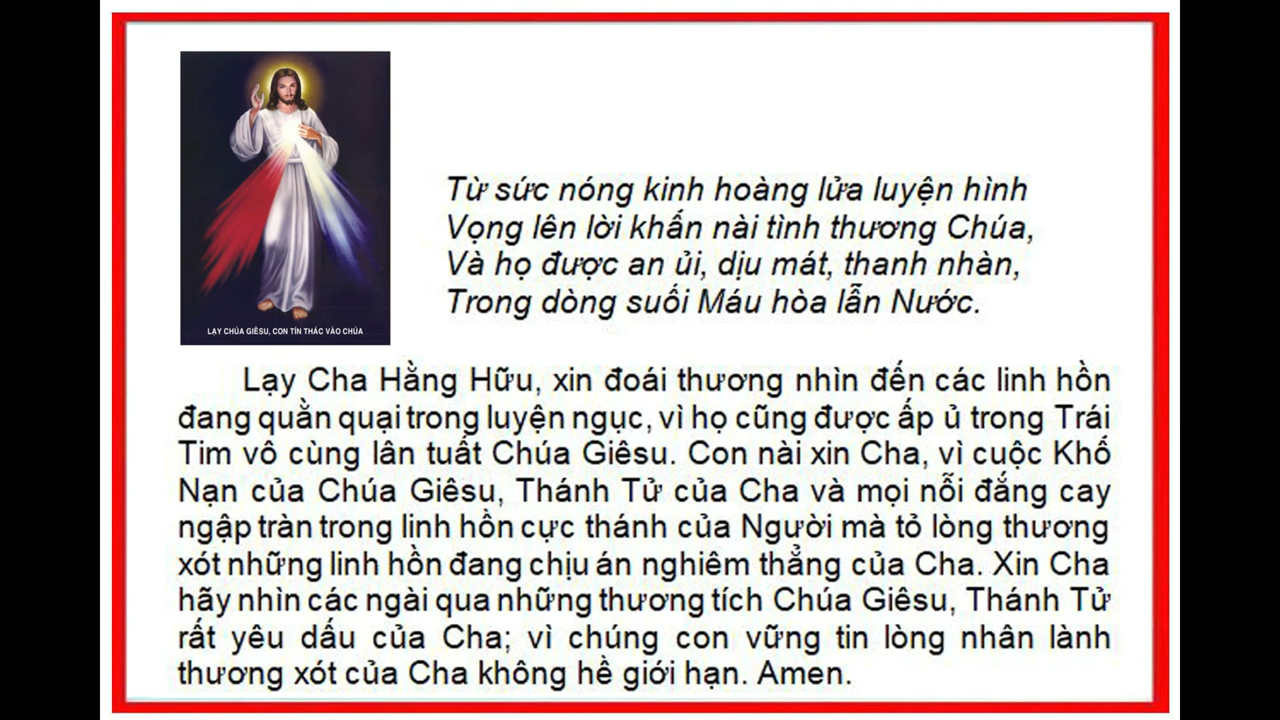 Từ sức nóng kinh hoàng lửa luyện hình
Vọng lên lời khấn nài tình thương Chúa,
Và họ được an ủi, dịu mát, thanh nhàn,
Trong dòng suối Máu hòa lẫn Nước.
LẠY CHÚA GIÊSU, CON TÍN THÁC VÀO CHÚA
Lạy Cha Hằng Hữu, xin đoái thương nhìn đến các linh hồn
đang quằn quại trong luyện ngục, vì họ cũng được ấp ủ trong Trái
Tim vô cùng lân tuất Chúa Giêsu. Con nài xin Cha, vì cuộc Khổ
Nạn của Chúa Giêsu, Thánh Tử của Cha và mọi nỗi đắng cay
ngập tràn trong linh hồn cực thánh của Người mà tỏ lòng thương
xót những linh hồn đang chịu án nghiêm thẳng của Cha. Xin Cha
hãy nhìn các ngài qua những thương tích Chúa Giêsu, Thánh Tử
rất yêu dấu của Cha; vì chúng con vững tin lòng nhân lành
thương xót của Cha không hề giới hạn. Amen.